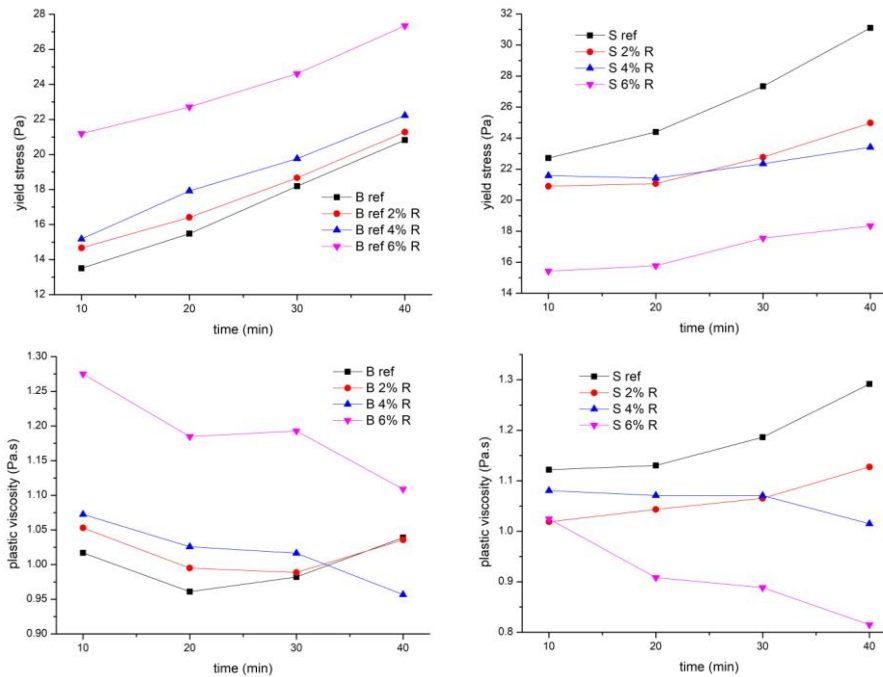 yield stress (Pa)
28
26
24
22
20
18
16
14
12
B ref
B ref 2% R
B ref 4% R
B ref 6% R
10 20 30 40
time (min)
yield stress (Pa)
32
30
28
26
24
22
20
18
16
14
S ref
S 2% R
S 4% R
S 6% R
10 20 30 40
time (min)
plastic viscosity (Pa.s)
1.30
1.25
1.20
1.15
1.10
1.05
1.00
0.95
0.90
B ref
B 2% R
B 4% R
B 6% R
10 20 30 40
time (min)
plastic viscosity (Pa.s)
1.3
1.2
1.1
1.0
0.9
0.8
S ref
S 2% R
S 4% R
S 6% R
10 20 30 40
time (min)